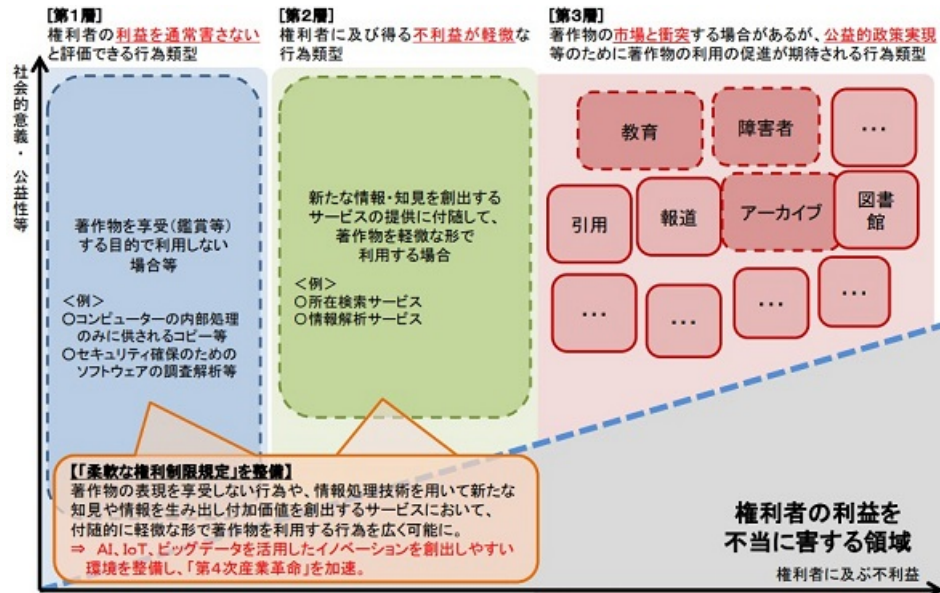 [第1層]
権利者の利益を通常害さない
と評価できる行為類型
[第2層]
権利者に及び得る不利益が軽微な
行為類型
[第3層]
著作物の市場と衝突する場合があるが、公益的政策実現
等のために著作物の利用の促進が期待される行為類型
社会的意義・公益性等
著作物を享受(鑑賞等)
する目的で利用しない
場合等
<例>
○コンピューターの内部処理
のみに供されるコピー等
○セキュリティ確保のための
ソフトウェアの調査解析等
新たな情報・知見を創出する
サービスの提供に付随して、
著作物を軽微な形で
利用する場合
<例>
○所在検索サービス
○情報解析サービス
教育
障害者
…
引用
報道
アーカイブ
図書
館
…
…
…
…
【「柔軟な権利制限規定」を整備】
著作物の表現を享受しない行為や、情報処理技術を用いて新たな
知見や情報を生み出し付加価値を創出するサービスにおいて、
付随的に軽微な形で著作物を利用する行為を広く可能に。
⇒ AI、IoT、ビッグデータを活用したイノベーションを創出しやすい
環境を整備し、「第4次産業革命」を加速。
権利者の利益を
不当に害する領域
権利者に及ぶ不利益